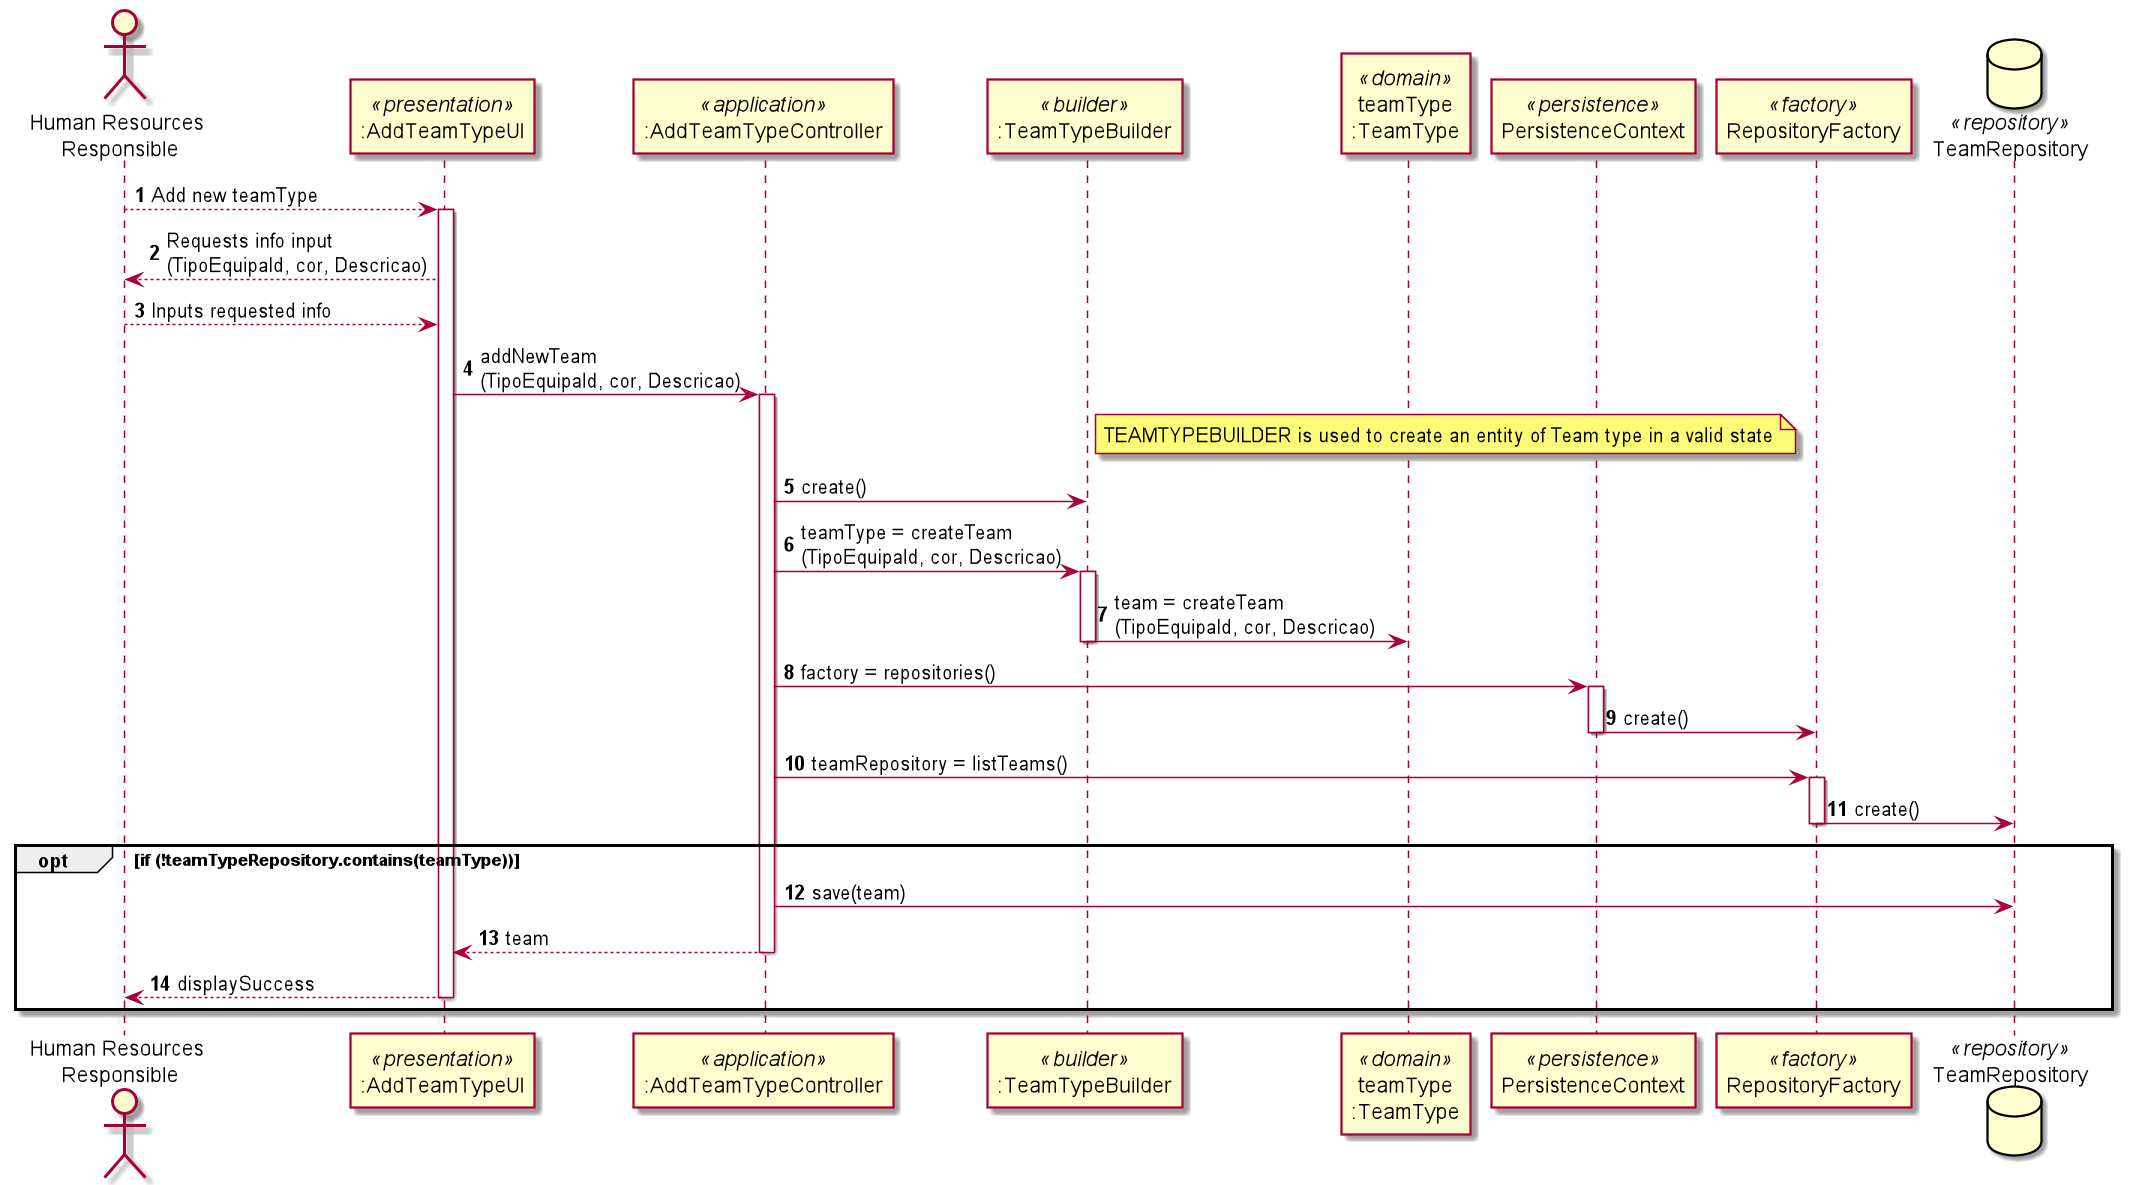 Human Resources
Responsible
«presentation»
:AddTeamTypeUI
«application»
:AddTeamTypeController
«builder»
:TeamTypeBuilder
«domain»
teamType
:TeamType
«persistence»
PersistenceContext
«factory»
RepositoryFactory
«repository»
TeamRepository
1 Add new teamType
2 Requests info input
(TipoEquipaId, cor, Descricao)
3 Inputs requested info
4 addNewTeam
(TipoEquipaId, cor, Descricao)
TEAMTYPEBUILDER is used to create an entity of Team type in a valid state
5 create()
6 teamType = createTeam
(TipoEquipaId, cor, Descricao)
7 team = createTeam
(TipoEquipaId, cor, Descricao)
8 factory = repositories()
9 create()
10 teamRepository = listTeams()
11 create()
opt [if (!teamTypeRepository.contains(teamType))]
12 save(team)
13 team
14 displaySuccess
Human Resources
Responsible
«presentation»
:AddTeamTypeUI
«application»
:AddTeamTypeController
«builder»
:TeamTypeBuilder
«domain»
teamType
:TeamType
«persistence»
PersistenceContext
«factory»
RepositoryFactory
«repository»
TeamRepository